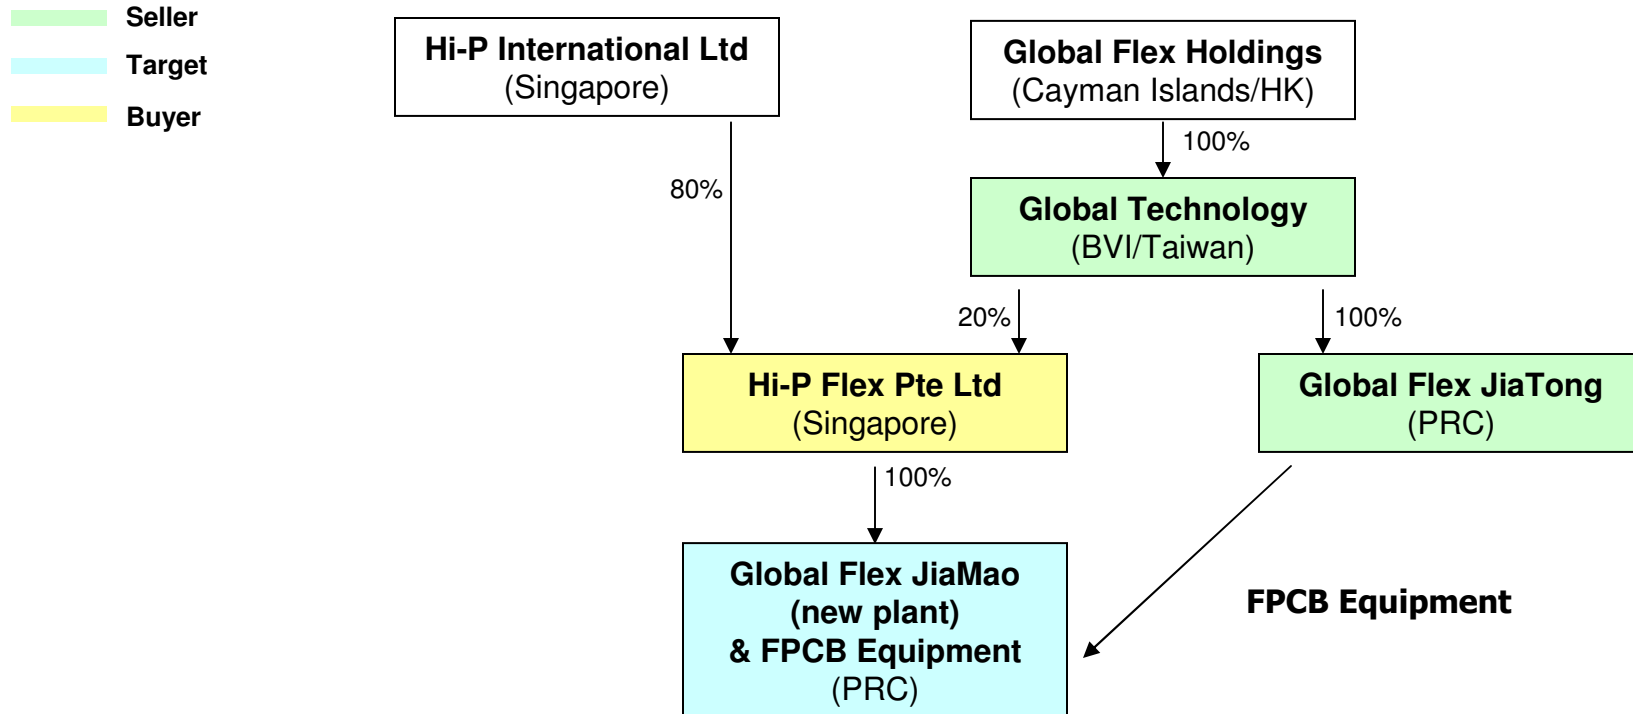 Seller
Target
Buyer
Hi-P International Ltd
(Singapore)
Global Flex Holdings
(Cayman Islands/HK)
100%
80%
Global Technology
(BVI/Taiwan)
20%
100%
Hi-P Flex Pte Ltd
(Singapore)
Global Flex JiaTong
(PRC)
100%
Global Flex JiaMao
(new plant)
& FPCB Equipment
(PRC)
FPCB Equipment